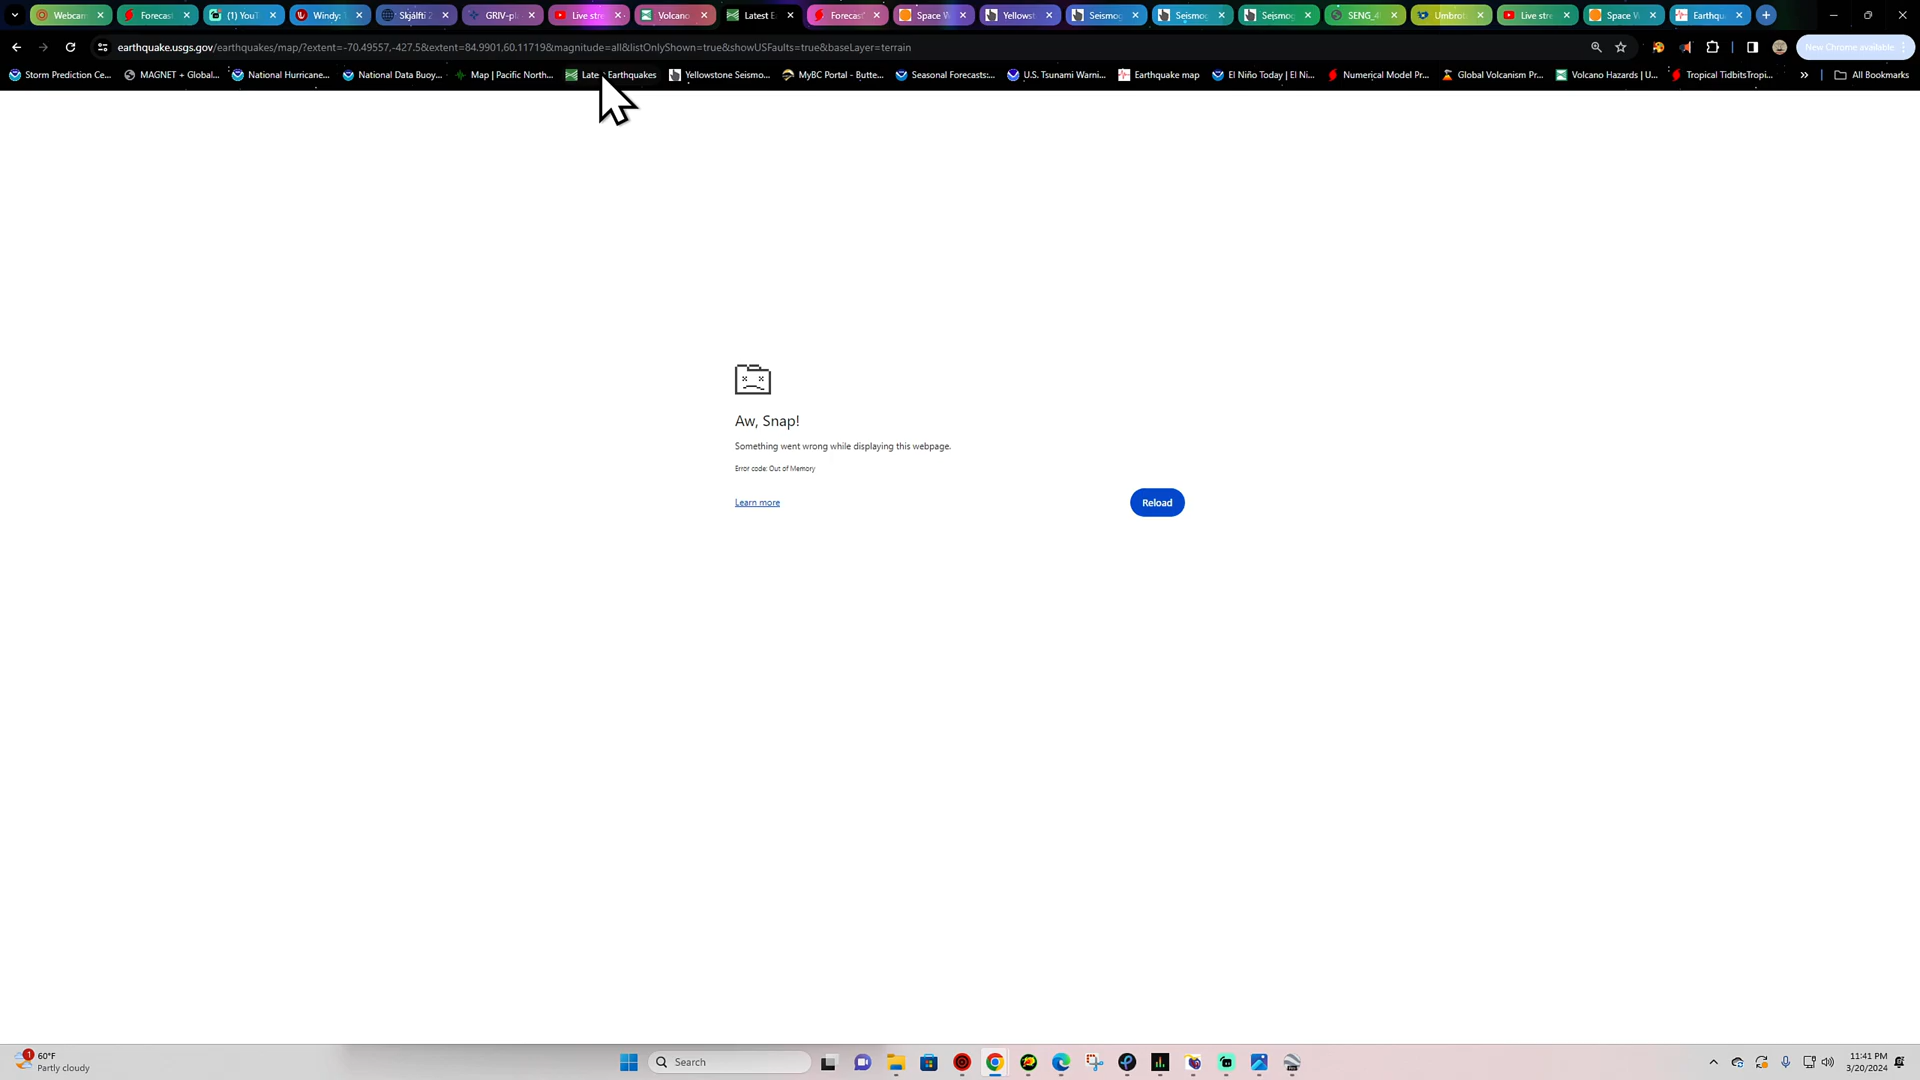 Webcam Forecast (1) YouT Windy: Skjálfti GRIV-pl Live stre Volcano Latest E Forecast Space W Yellowst Seismog Seismog Seismog SENG_4 Umbrot Live stre Space W Earthqu
earthquake.usgs.gov/earthquakes/map/?extent=-70.49557,-427.5&extent=84.9901,60.11719&magnitude=all&listOnlyShown=true&showUSFaults=true&baseLayer=terrain New Chrome available
Storm Prediction Ce... MAGNET + Global... National Hurricane... National Data Buoy... Map | Pacific North... Late Earthquakes Yellowstone Seismo... MyBC Portal - Butte... Seasonal Forecasts:... U.S. Tsunami Warni... Earthquake map El Niño Today | El Ni... Numerical Model Pr... Global Volcanism Pr... Volcano Hazards | U... Tropical TidbitsTropi... » All Bookmarks
Aw, Snap!
Something went wrong while displaying this webpage.
Error code: Out of Memory
Learn more Reload
1 60°F
Partly cloudy
Search
11:41 PM
3/20/2024